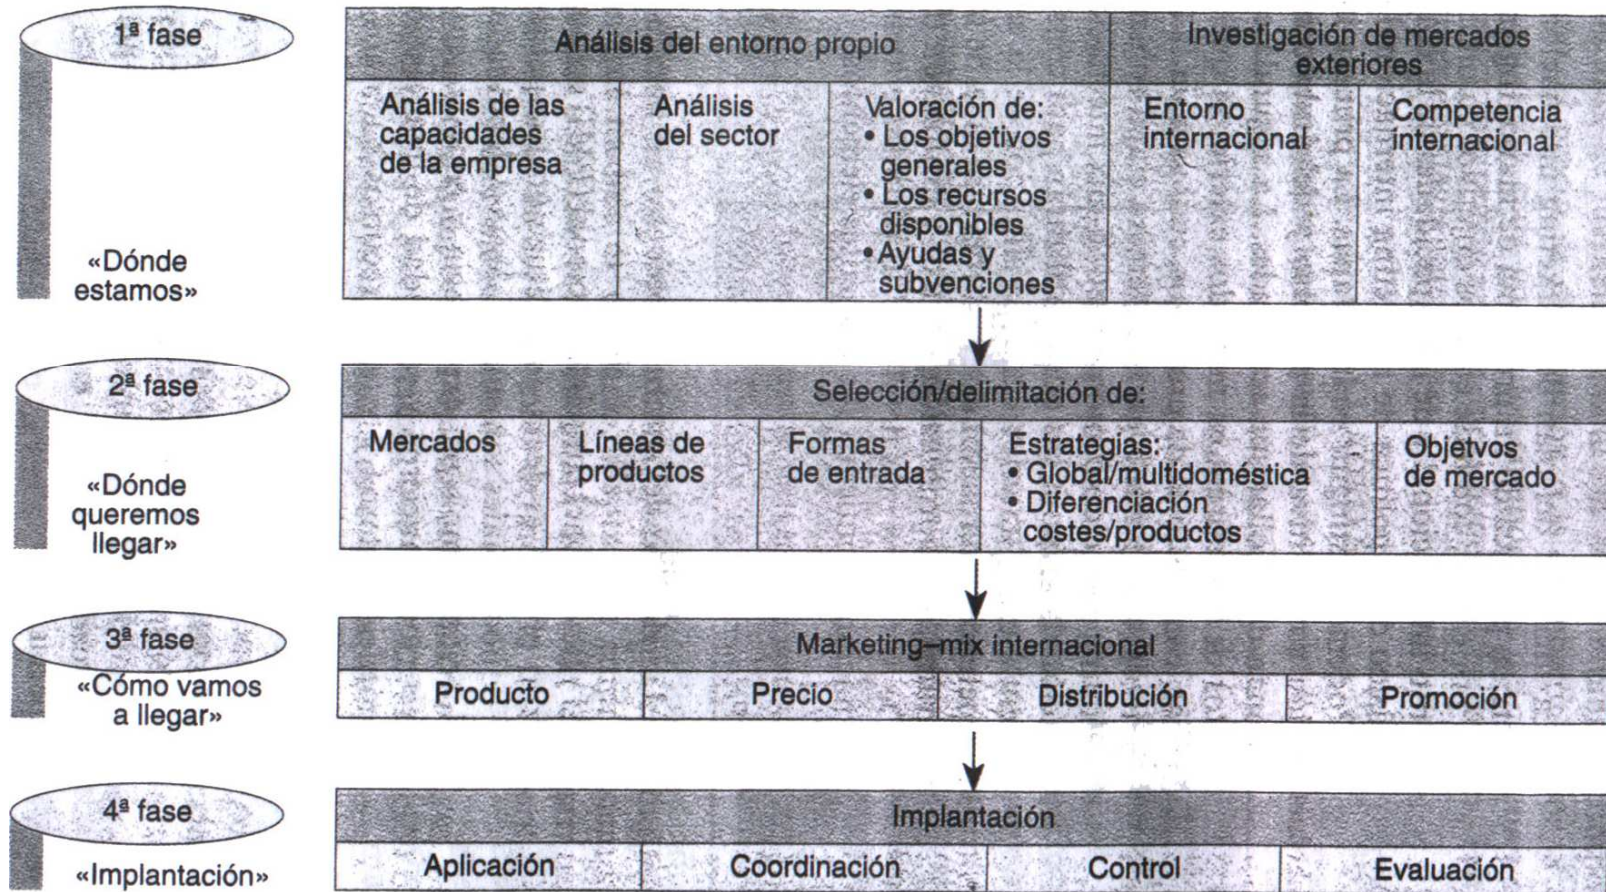 1ª fase
«Dónde
estamos»
Análisis del entorno propio
Investigación de mercados
exteriores
Análisis de las
capacidades
de la empresa
Análisis
del sector
Valoración de:
• Los objetivos
generales
• Los recursos
disponibles
• Ayudas y
subvenciones
Entorno
internacional
Competencia
internacional
2ª fase
«Dónde
queremos
llegar»
Selección/delimitación de:
Mercados
Líneas de
productos
Formas
de entrada
Estrategias:
• Global/multidoméstica
• Diferenciación
costes/productos
Objetvos
de mercado
3ª fase
«Cómo vamos
a llegar»
Marketing–mix internacional
Producto
Precio
Distribución
Promoción
4ª fase
«Implantación»
Implantación
Aplicación
Coordinación
Control
Evaluación